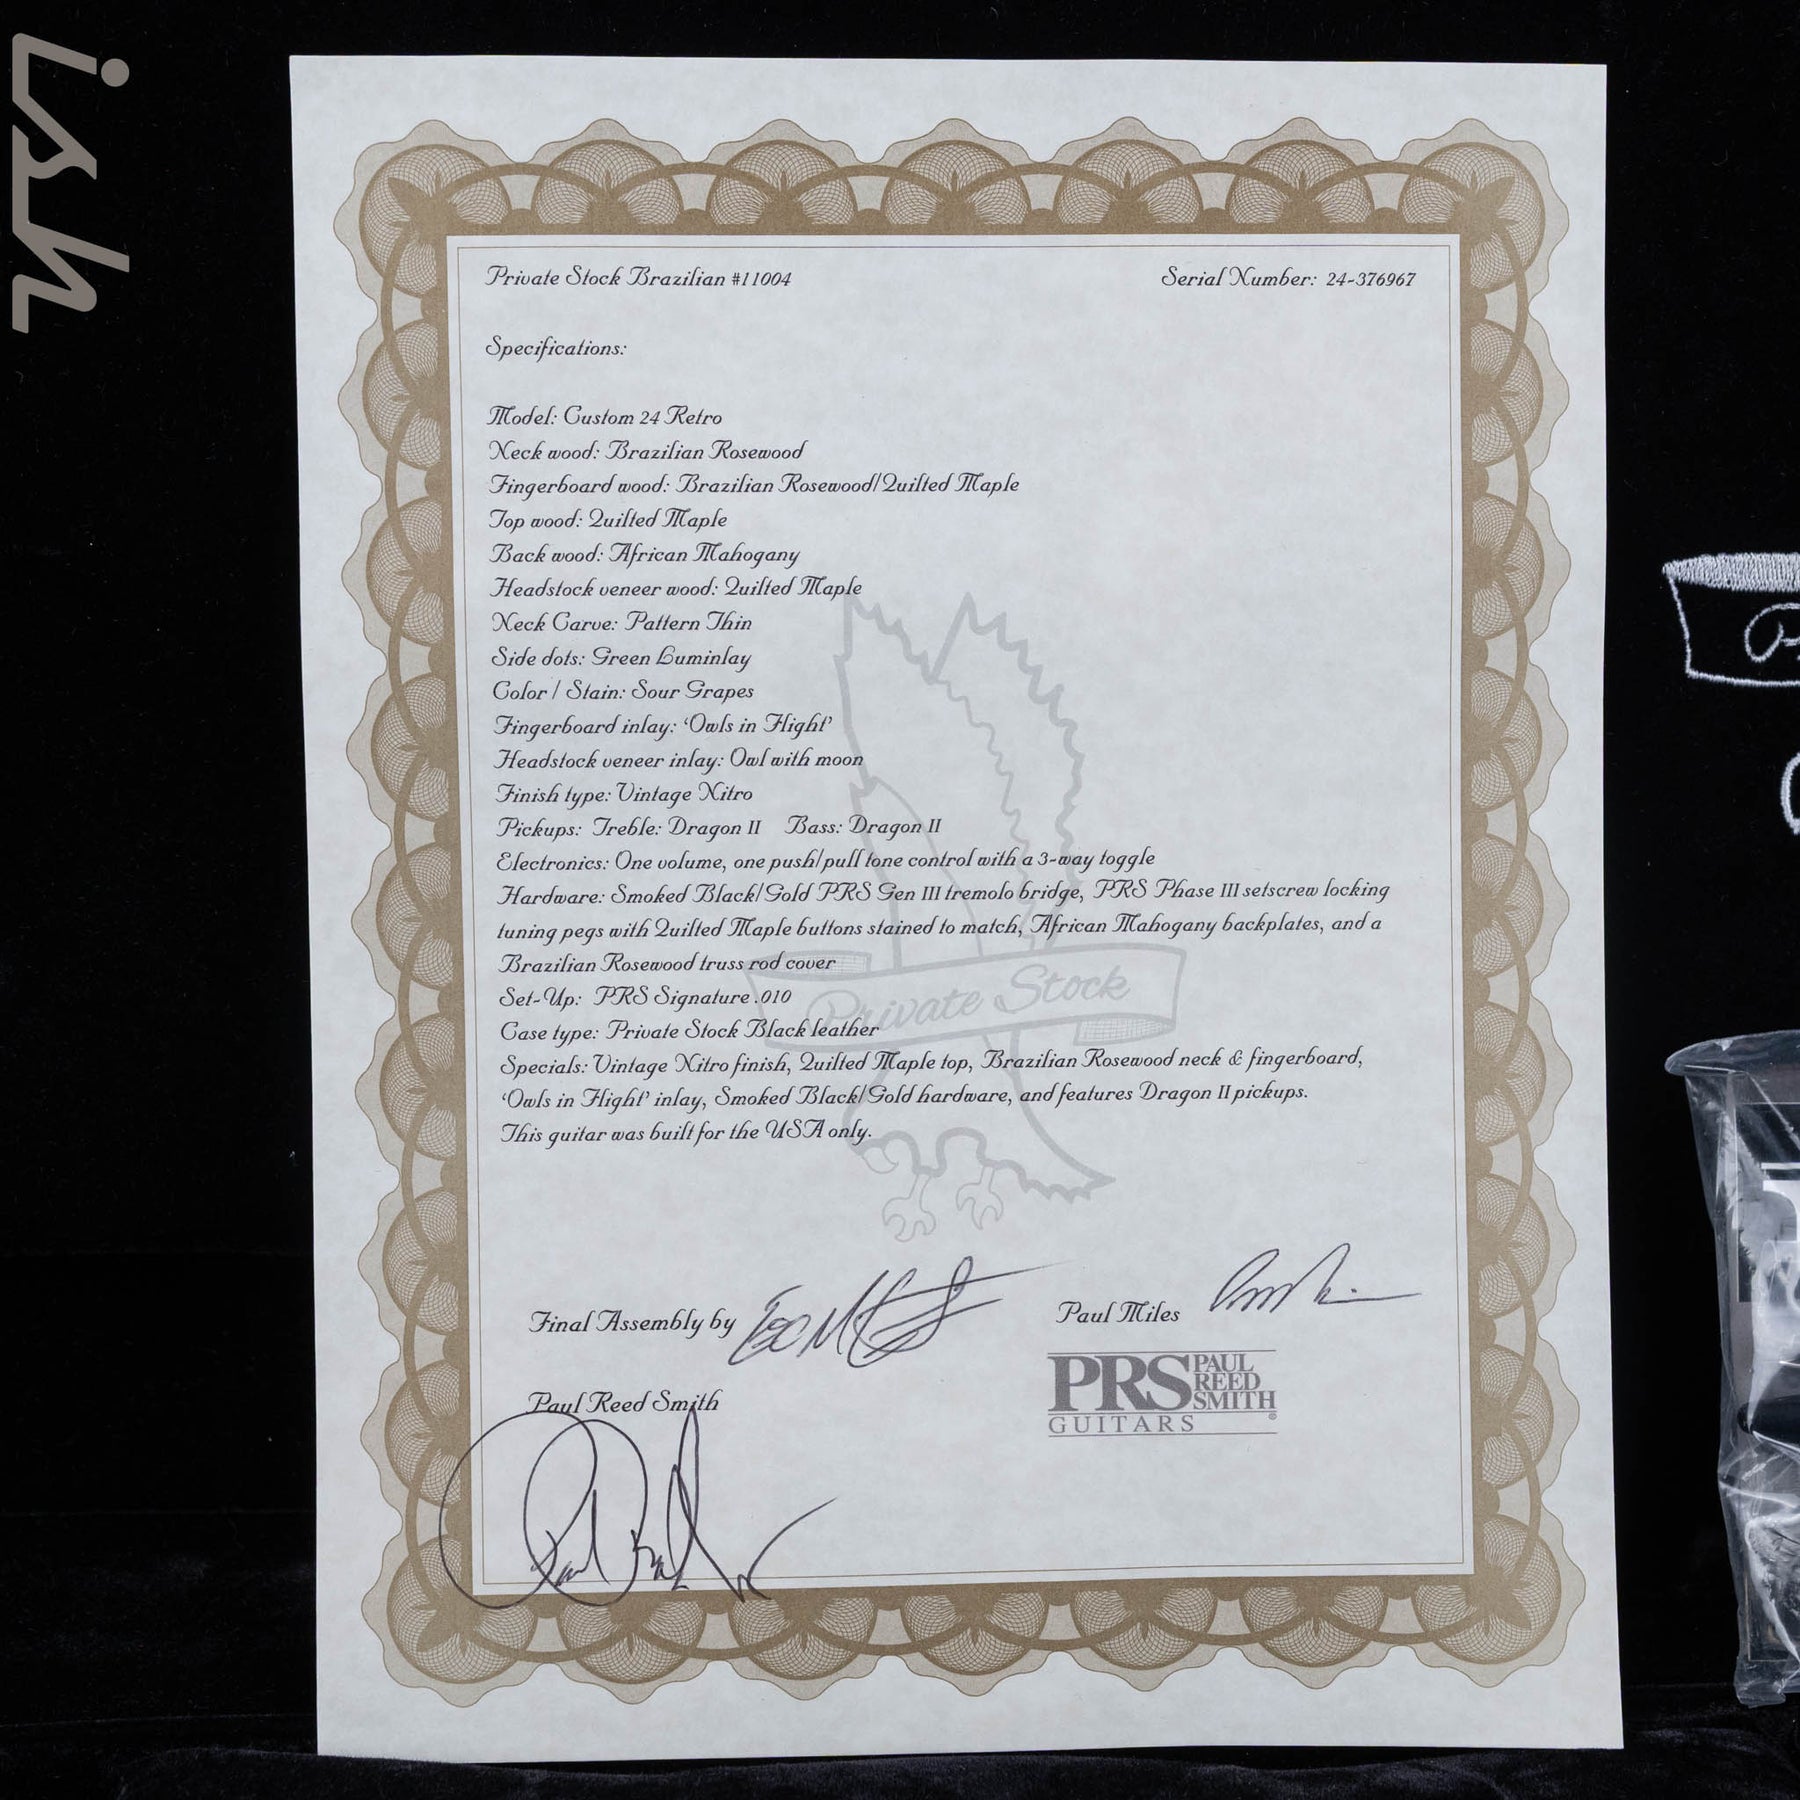 ish
Private Stock Brazilian #11004
Serial Number: 24-376967
Specifications:
Model: Custom 24 Retro
Neck wood: Brazilian Rosewood
Fingerboard wood: Brazilian Rosewood/Quilted Maple
Top wood: Quilted Maple
Back wood: African Mahogany
Headstock veneer wood: Quilted Maple
Neck Carve: Pattern Thin
Side dots: Green Luminlay
Color / Stain: Sour Grapes
Fingerboard inlay: ‘Owls in Flight’
Headstock veneer inlay: Owl with moon
Finish type: Vintage Nitro
Pickups: Treble: Dragon II Bass: Dragon II
Electronics: One volume, one push/pull tone control with a 3-way toggle
Hardware: Smoked Black/Gold PRS Gen III tremolo bridge, PRS Phase III setscrew locking
tuning pegs with Quilted Maple buttons stained to match, African Mahogany backplates, and a
Brazilian Rosewood truss rod cover
Set-Up: PRS Signature .010
Case type: Private Stock Black leather
Specials: Vintage Nitro finish, Quilted Maple top, Brazilian Rosewood neck & fingerboard,
‘Owls in Flight’ inlay, Smoked Black/Gold hardware, and features Dragon II pickups.
This guitar was built for the USA only.
Private Stock
Final Assembly by
Paul Miles
Paul Reed Smith
PRS PAUL
REED
SMITH
GUITARS